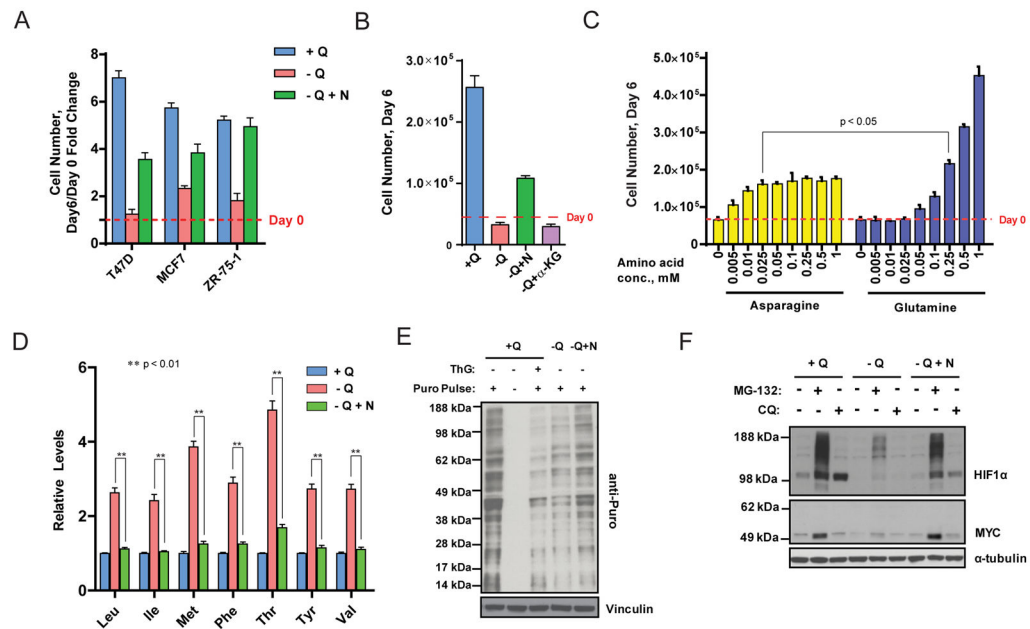 A
Cell Number,
Day6/Day 0 Fold Change
8
6
4
2
0
+ Q
- Q
- Q + N
Day 0
T47D
MCF7
ZR-75-1
B
Cell Number, Day 6
3.0×10⁵
2.0×10⁵
1.0×10⁵
0
Day 0
+Q
-Q
-Q+N
-Q+α-KG
C
Cell Number, Day 6
5.0×10⁵
4.0×10⁵
3.0×10⁵
2.0×10⁵
1.0×10⁵
0
p < 0.05
Day 0
Amino acid
conc., mM
0 0.005 0.01 0.025 0.05 0.1 0.25 0.5 1 0 0.005 0.01 0.025 0.05 0.1 0.25 0.5 1
Asparagine Glutamine
D
** p < 0.01
Relative Levels
6
4
2
0
+ Q
- Q
- Q + N
** ** ** ** ** ** **
Leu Ile Met Phe Thr Tyr Val
E
+Q -Q -Q+N
ThG: - - + - -
Puro Pulse: + - + + +
188 kDa
98 kDa
62 kDa
49 kDa
38 kDa
28 kDa
17 kDa
14 kDa
anti-Puro
Vinculin
F
+ Q - Q - Q + N
MG-132: - + - - + - - + -
CQ: - - + - - + - - +
188 kDa
98 kDa
HIF1α
62 kDa
49 kDa
MYC
α-tubulin